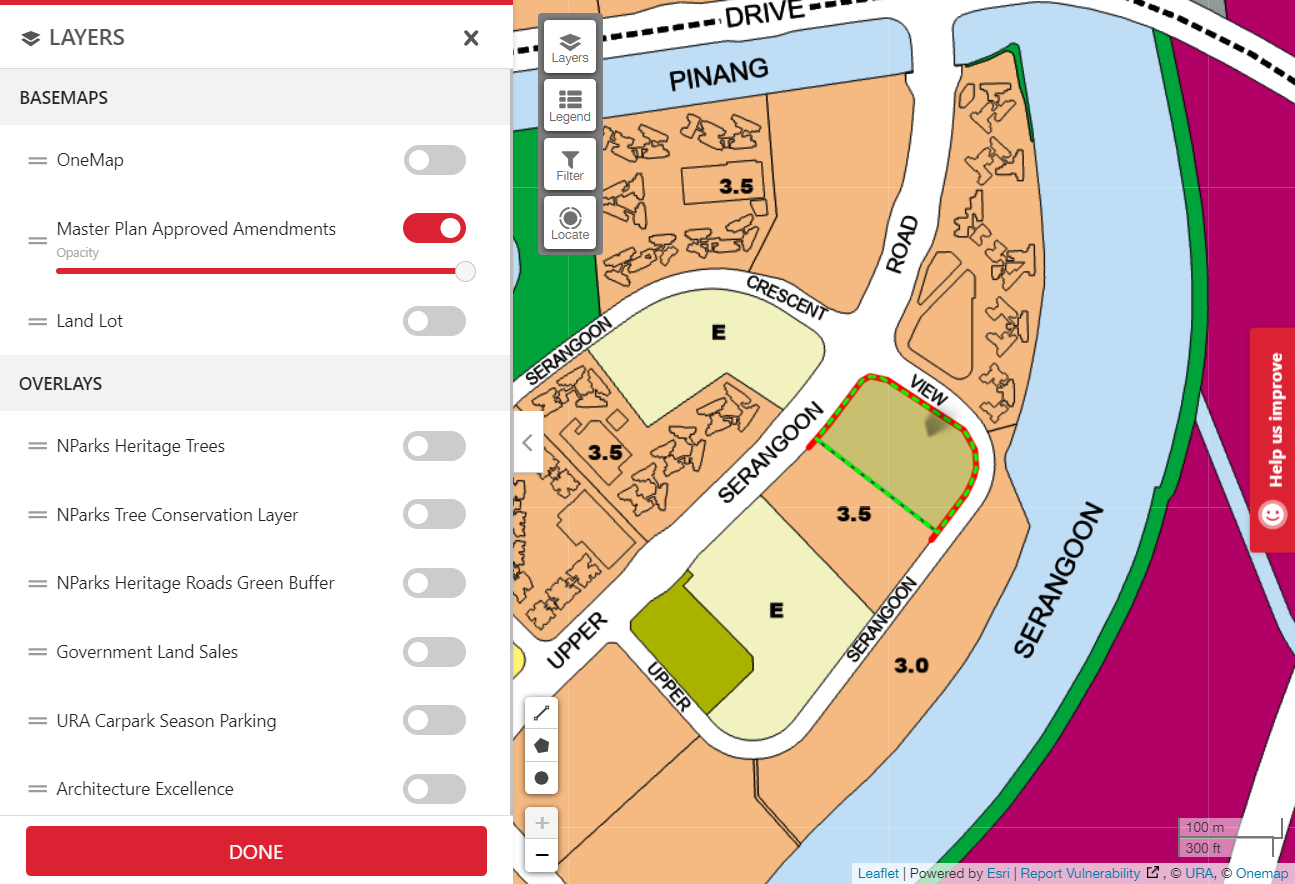 LAYERS
BASEMAPS
OneMap
Master Plan Approved Amendments
Opacity
Land Lot
OVERLAYS
NParks Heritage Trees
NParks Tree Conservation Layer
NParks Heritage Roads Green Buffer
Government Land Sales
URA Carpark Season Parking
Architecture Excellence
DONE
Layers
Legend
Filter
Locate
DRIVE
PINANG
3.5
ROAD
CRESCENT
SERANGOON
E
VIEW
3.5
SERANGOON
3.5
E
SERANGOON
SERANGOON
UPPER
UPPER
3.0
Help us improve
100 m
300 ft
Leaflet | Powered by Esri | Report Vulnerability , © URA, © Onemap